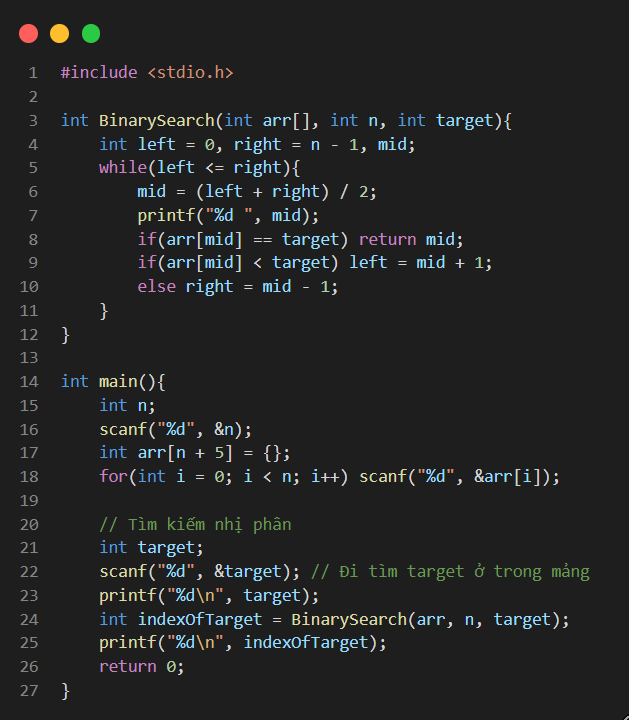 1 #include <stdio.h>
2
3 int BinarySearch(int arr[], int n, int target){
4     int left = 0, right = n - 1, mid;
5     while(left <= right){
6         mid = (left + right) / 2;
7         printf("%d ", mid);
8         if(arr[mid] == target) return mid;
9         if(arr[mid] < target) left = mid + 1;
10         else right = mid - 1;
11     }
12 }
13
14 int main(){
15     int n;
16     scanf("%d", &n);
17     int arr[n + 5] = {};
18     for(int i = 0; i < n; i++) scanf("%d", &arr[i]);
19
20     // Tìm kiếm nhị phân
21     int target;
22     scanf("%d", &target); // Đi tìm target ở trong mảng
23     printf("%d\n", target);
24     int indexOfTarget = BinarySearch(arr, n, target);
25     printf("%d\n", indexOfTarget);
26     return 0;
27 }